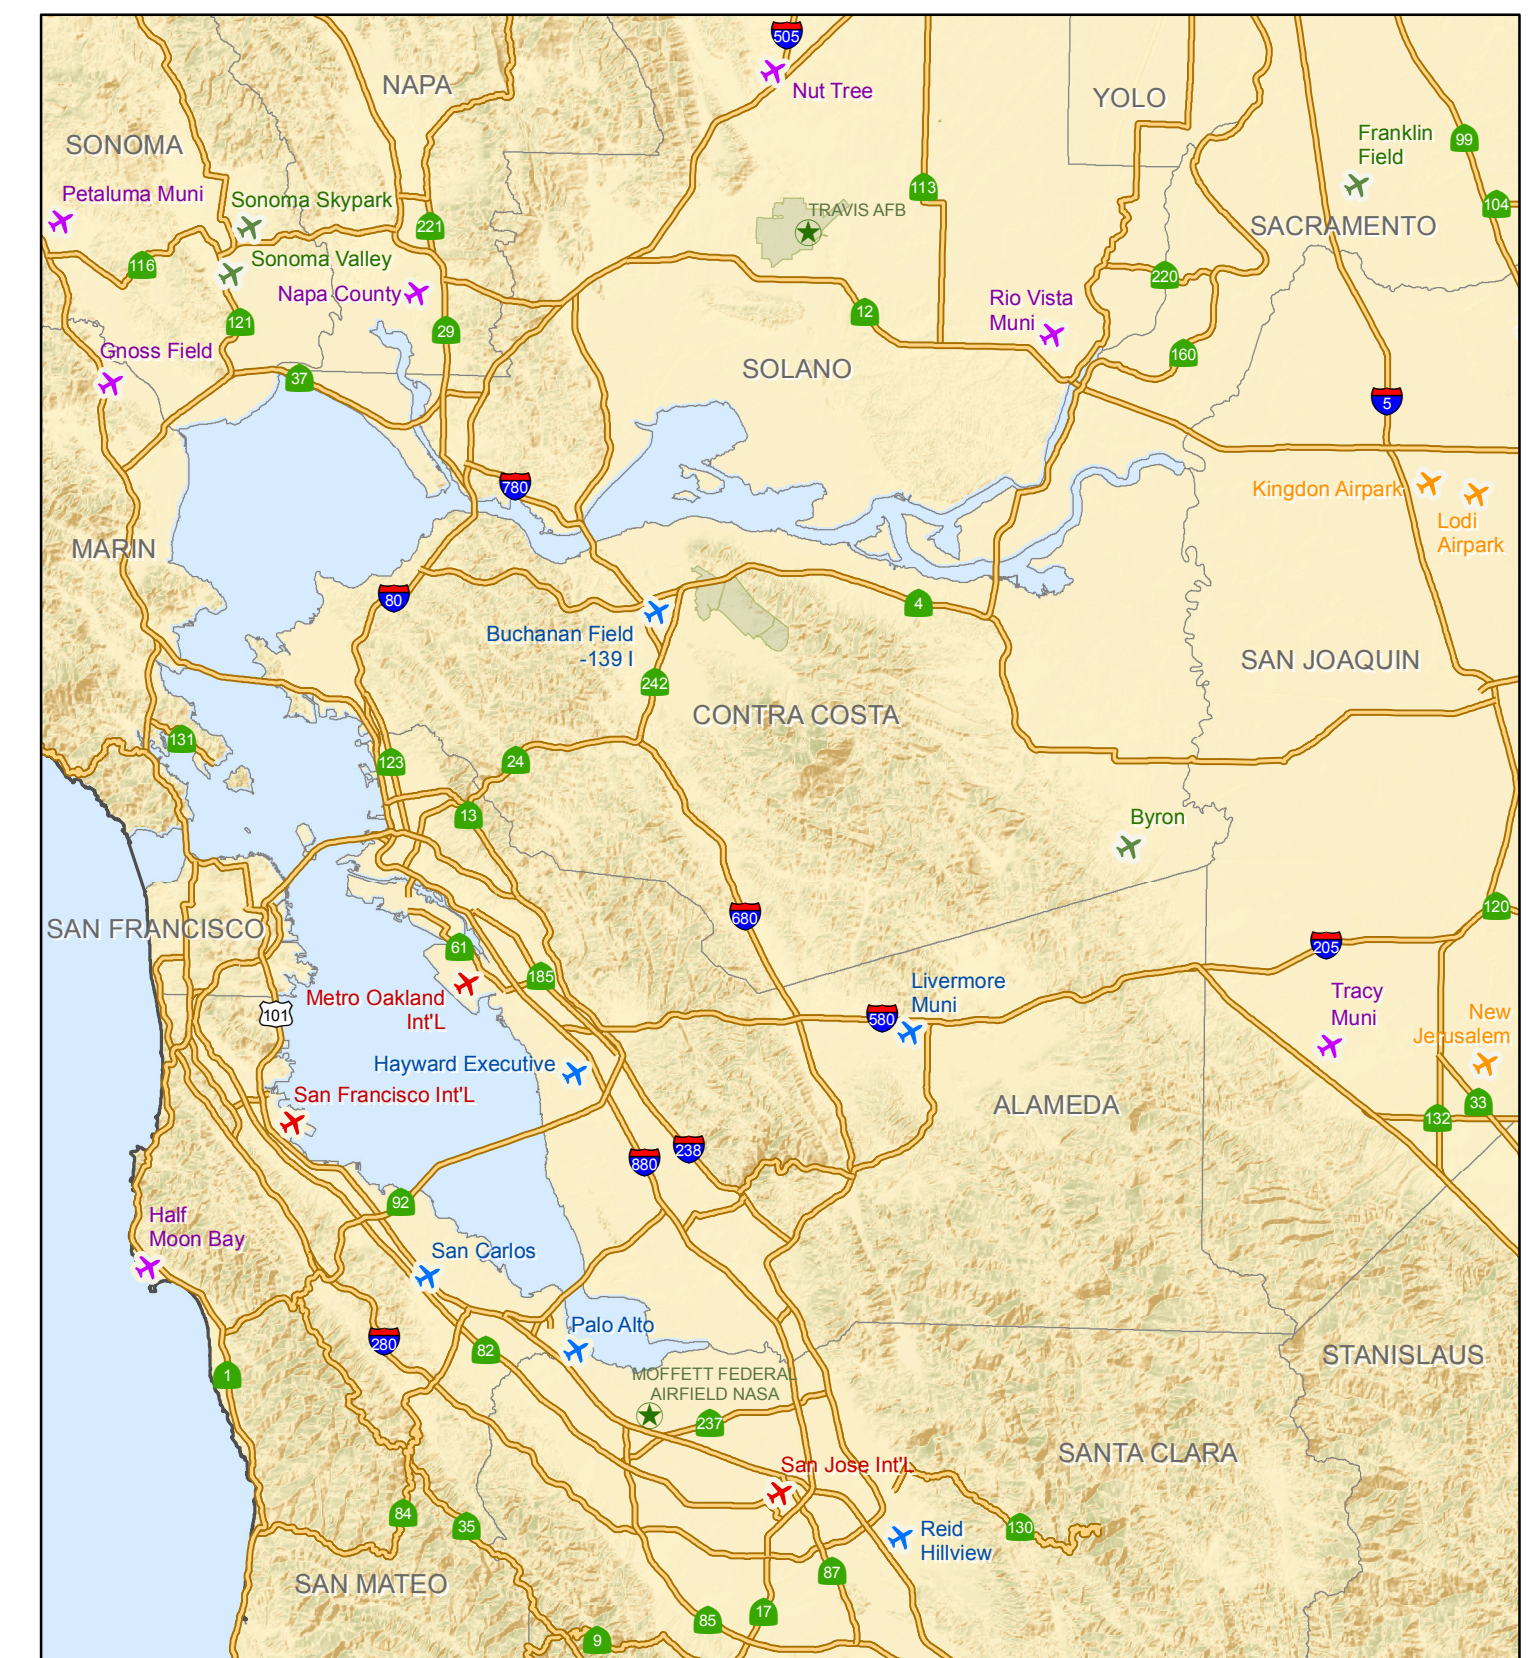 505
NAPA
Nut Tree
YOLO
SONOMA
Franklin
Field
99
Petaluma Muni
Sonoma Skypark
113
TRAVIS AFB
104
221
SACRAMENTO
116
Sonoma Valley
220
Napa County
Rio Vista
Muni
121
29
12
Gnoss Field
160
37
SOLANO
5
780
Kingdon Airpark
Lodi
Airpark
MARIN
80
4
Buchanan Field
-139 I
242
SAN JOAQUIN
CONTRA COSTA
131
123
24
13
Byron
SAN FRANCISCO
680
120
61
205
185
Metro Oakland
Int'L
Livermore
Muni
101
580
Tracy
Muni
New
Jerusalem
Hayward Executive
San Francisco Int'L
ALAMEDA
33
132
238
880
92
Half
Moon Bay
San Carlos
280
82
Palo Alto
STANISLAUS
1
MOFFETT FEDERAL
AIRFIELD NASA
237
SANTA CLARA
San Jose Int'L
84
35
Reid
Hillview
130
SAN MATEO
87
85
17
9